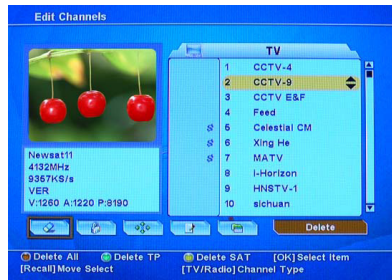 Edit Channels
TV
1 CCTV-4
2 CCTV-9
3 CCTV E&F
4 Feed
$ 5 Celestial CM
$ 6 Xing He
$ 7 MATV
8 I-Horizon
9 HNSTV-1
10 sichuan
Newsat11
4132MHz
9367KS/s
VER
V:1260 A:1220 P:8190
Delete
Delete All Delete TP Delete SAT [OK]Select Item
[Recall]Move Select [TV/Radio]Channel Type